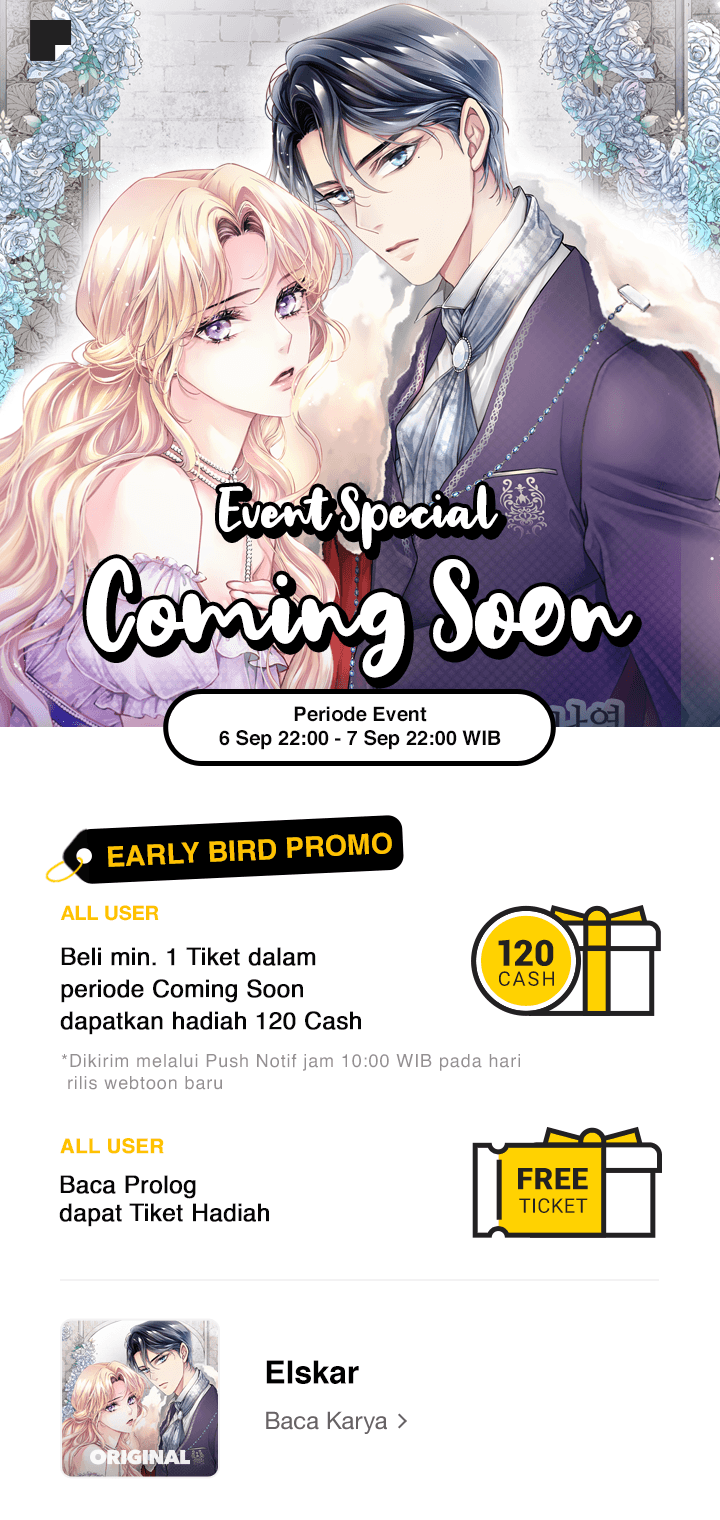 Event Special
Coming Soon
Periode Event
6 Sep 22:00 - 7 Sep 22:00 WIB
EARLY BIRD PROMO
ALL USER
Beli min. 1 Tiket dalam
periode Coming Soon
dapatkan hadiah 120 Cash
120
CASH
*Dikirim melalui Push Notif jam 10:00 WIB pada hari
rilis webtoon baru
ALL USER
Baca Prolog
dapat Tiket Hadiah
FREE
TICKET
Elskar
Baca Karya >
ORIGINAL